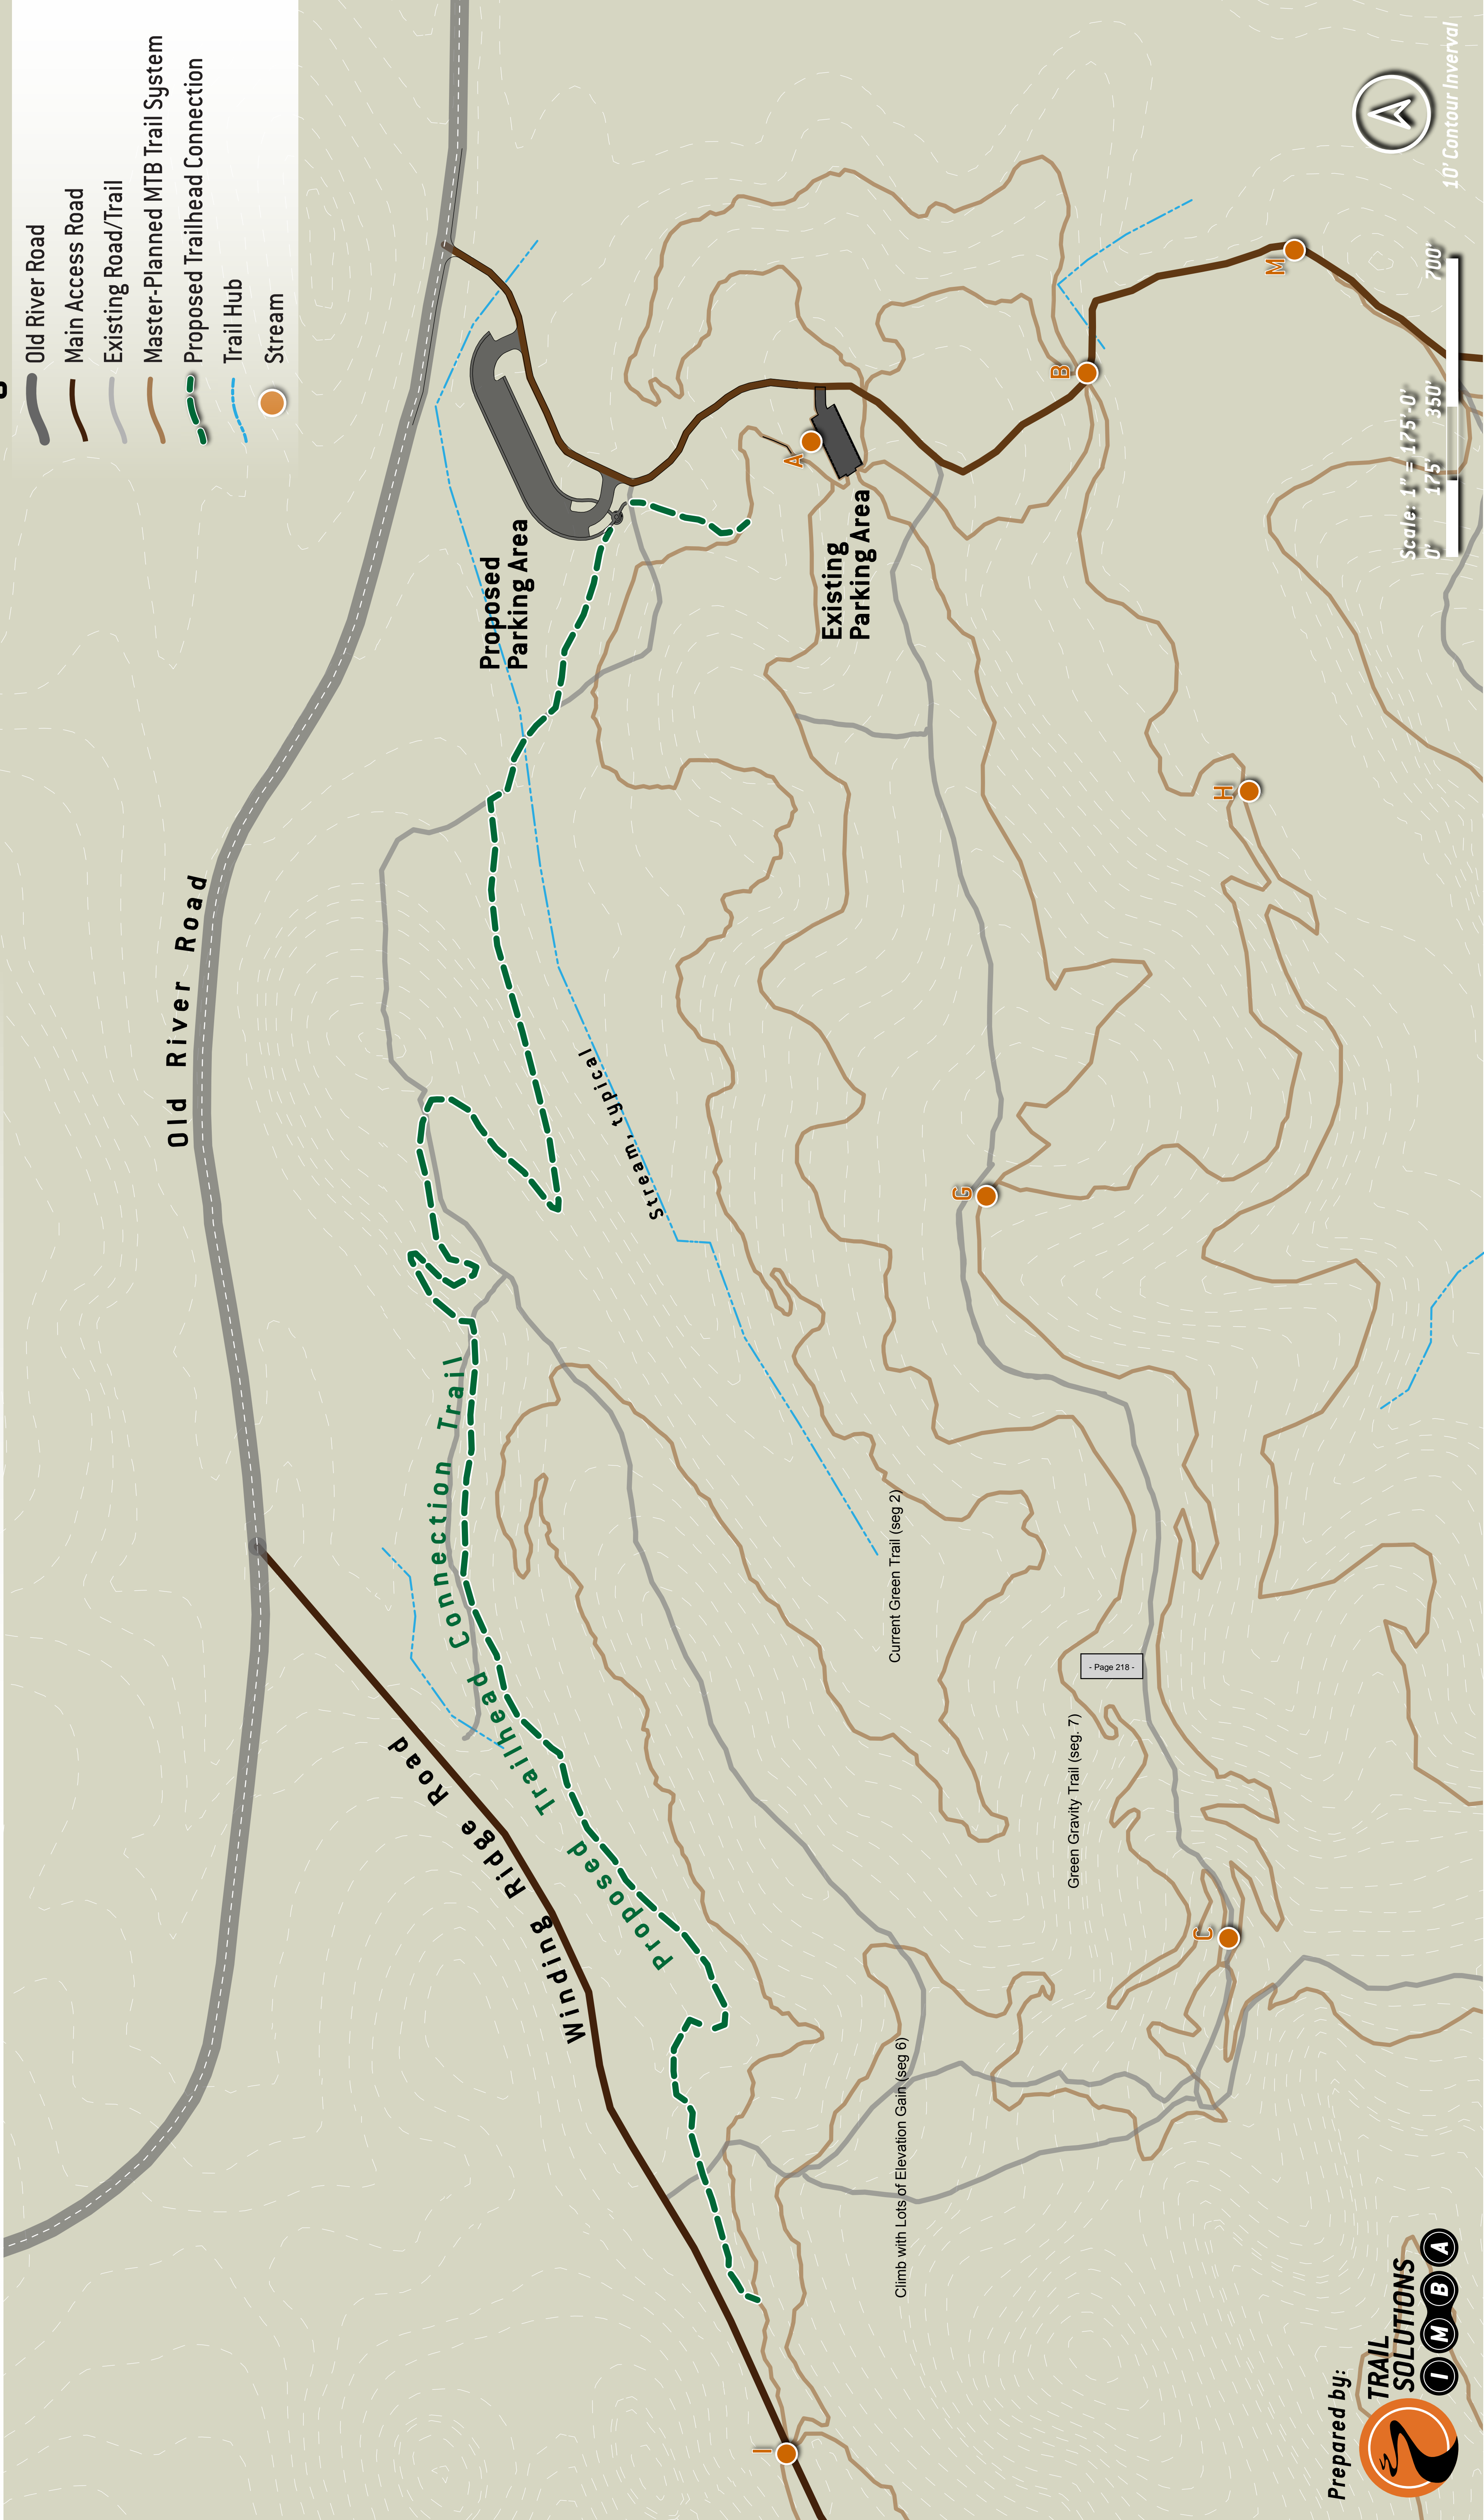 Old River Road
Main Access Road
Existing Road/Trail
Master-Planned MTB Trail System
Proposed Trailhead Connection
Trail Hub
Stream
Old River Road
Winding Ridge Road
Proposed Trailhead Connection Trail
Stream, typical
Proposed
Parking Area
Existing
Parking Area
A
B
M
H
G
C
I
Current Green Trail (seg 2)
Green Gravity Trail (seg. 7)
Climb with Lots of Elevation Gain (seg 6)
- Page 218 -
Scale: 1" = 175'-0'
0' 175' 350' 700'
10' Contour Inverval
Prepared by:
TRAIL
SOLUTIONS
I M B A